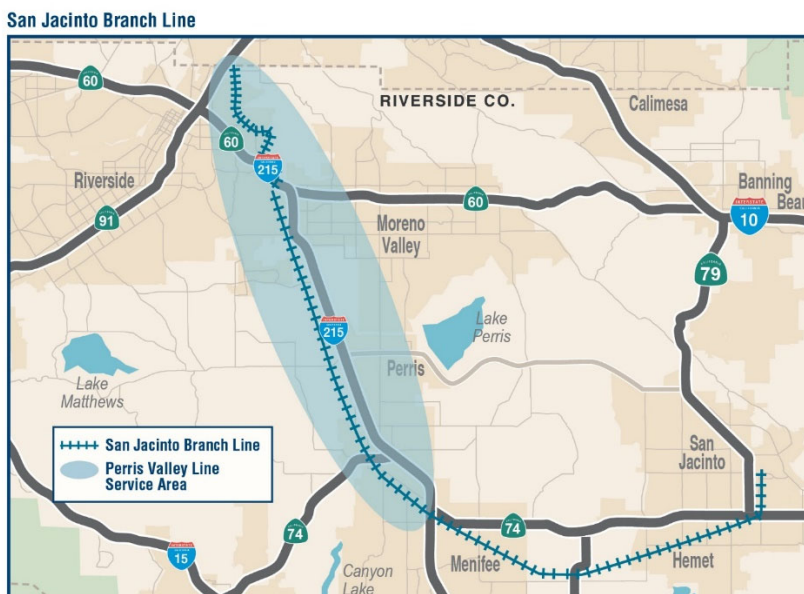 San Jacinto Branch Line
60
RIVERSIDE CO.
Calimesa
60
215
Riverside
91
60
Moreno
Valley
Banning
Bear
10
79
215
Lake
Perris
Perris
Lake
Matthews
San Jacinto Branch Line
Perris Valley Line
Service Area
San
Jacinto
74
74
15
Menifee
Hemet
Canyon
Lake